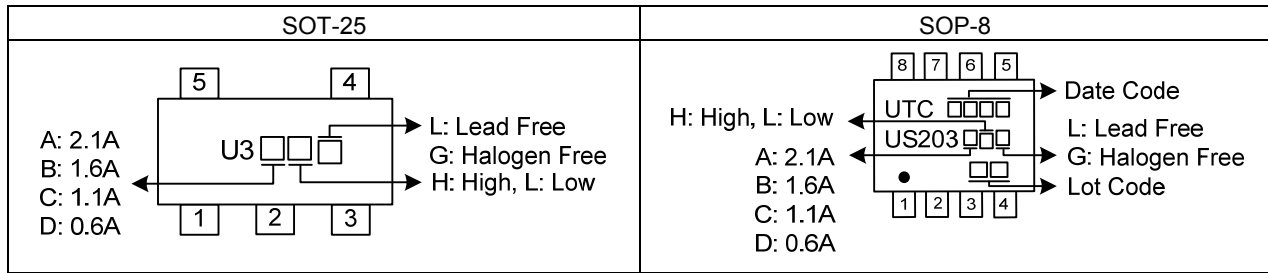 SOT-25
5 4
U3
A: 2.1A
B: 1.6A
C: 1.1A
D: 0.6A
L: Lead Free
G: Halogen Free
H: High, L: Low
1 2 3
SOP-8
8 7 6 5
UTC
US203
Date Code
H: High, L: Low
L: Lead Free
G: Halogen Free
Lot Code
A: 2.1A
B: 1.6A
C: 1.1A
D: 0.6A
1 2 3 4